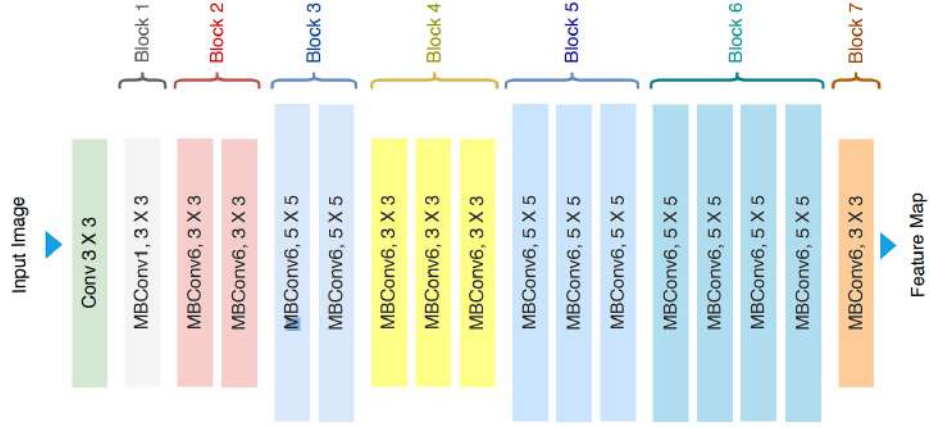 Input Image
Conv 3 X 3
Block 1
MBConv1, 3 X 3
Block 2
MBConv6, 3 X 3
MBConv6, 3 X 3
Block 3
MBConv6, 5 X 5
MBConv6, 5 X 5
Block 4
MBConv6, 3 X 3
MBConv6, 3 X 3
MBConv6, 3 X 3
Block 5
MBConv6, 5 X 5
MBConv6, 5 X 5
MBConv6, 5 X 5
Block 6
MBConv6, 5 X 5
MBConv6, 5 X 5
MBConv6, 5 X 5
MBConv6, 5 X 5
Block 7
MBConv6, 3 X 3
Feature Map